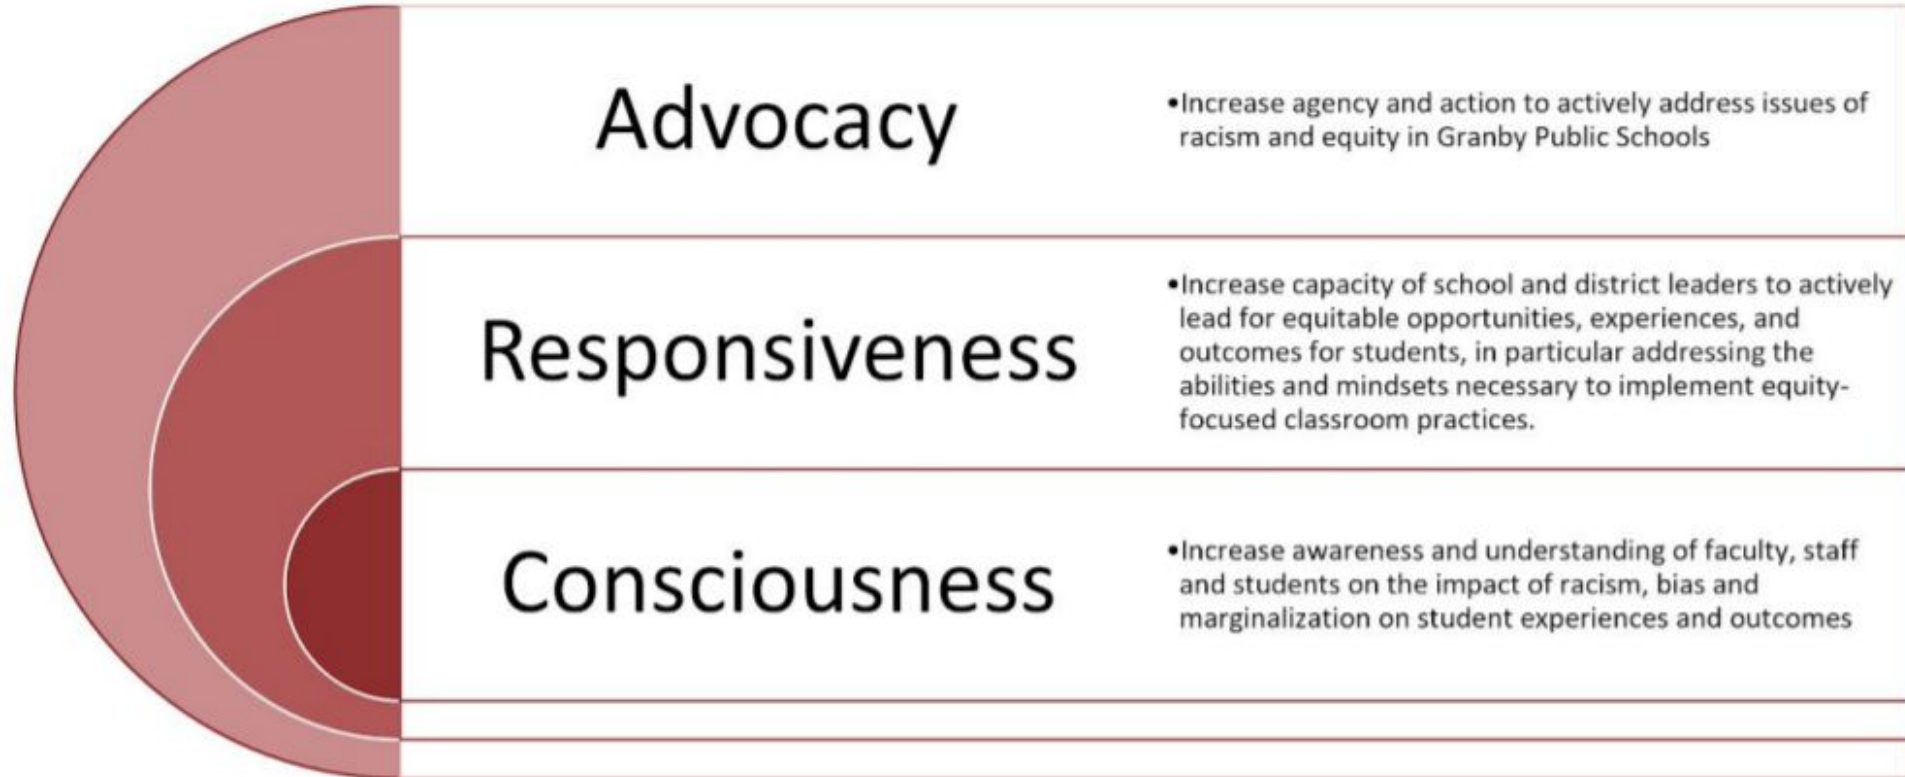 Advocacy
•Increase agency and action to actively address issues of
racism and equity in Granby Public Schools
Responsiveness
•Increase capacity of school and district leaders to actively
lead for equitable opportunities, experiences, and
outcomes for students, in particular addressing the
abilities and mindsets necessary to implement equity-
focused classroom practices.
Consciousness
•Increase awareness and understanding of faculty, staff
and students on the impact of racism, bias and
marginalization on student experiences and outcomes